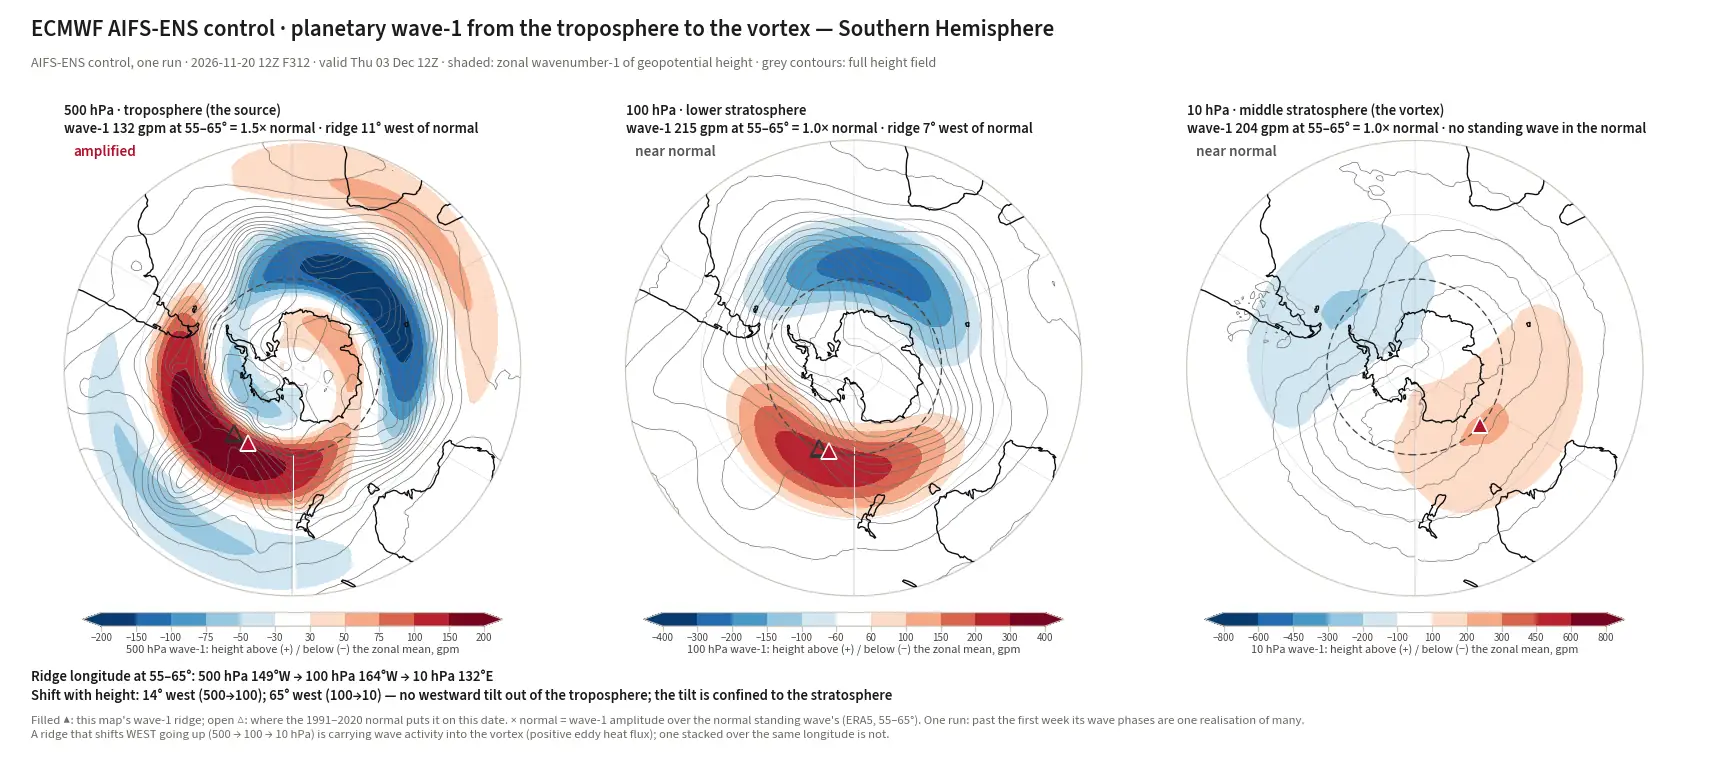 ECMWF AIFS-ENS control · planetary wave-1 from the troposphere to the vortex — Southern Hemisphere
AIFS-ENS control, one run · 2026-11-20 12Z F312 · valid Thu 03 Dec 12Z · shaded: zonal wavenumber-1 of geopotential height · grey contours: full height field
500 hPa · troposphere (the source)
wave-1 132 gpm at 55–65° = 1.5× normal · ridge 11° west of normal
amplified
100 hPa · lower stratosphere
wave-1 215 gpm at 55–65° = 1.0× normal · ridge 7° west of normal
near normal
10 hPa · middle stratosphere (the vortex)
wave-1 204 gpm at 55–65° = 1.0× normal · no standing wave in the normal
near normal
−200 −150 −100 −75 −50 −30 30 50 75 100 150 200
500 hPa wave-1: height above (+) / below (−) the zonal mean, gpm
−400 −300 −200 −150 −100 −60 60 100 150 200 300 400
100 hPa wave-1: height above (+) / below (−) the zonal mean, gpm
−800 −600 −450 −300 −200 −100 100 200 300 450 600 800
10 hPa wave-1: height above (+) / below (−) the zonal mean, gpm
Ridge longitude at 55–65°: 500 hPa 149°W → 100 hPa 164°W → 10 hPa 132°E
Shift with height: 14° west (500→100); 65° west (100→10) — no westward tilt out of the troposphere; the tilt is confined to the stratosphere
Filled ▲: this map's wave-1 ridge; open △: where the 1991–2020 normal puts it on this date. × normal = wave-1 amplitude over the normal standing wave's (ERA5, 55–65°). One run: past the first week its wave phases are one realisation of many.
A ridge that shifts WEST going up (500 → 100 → 10 hPa) is carrying wave activity into the vortex (positive eddy heat flux); one stacked over the same longitude is not.